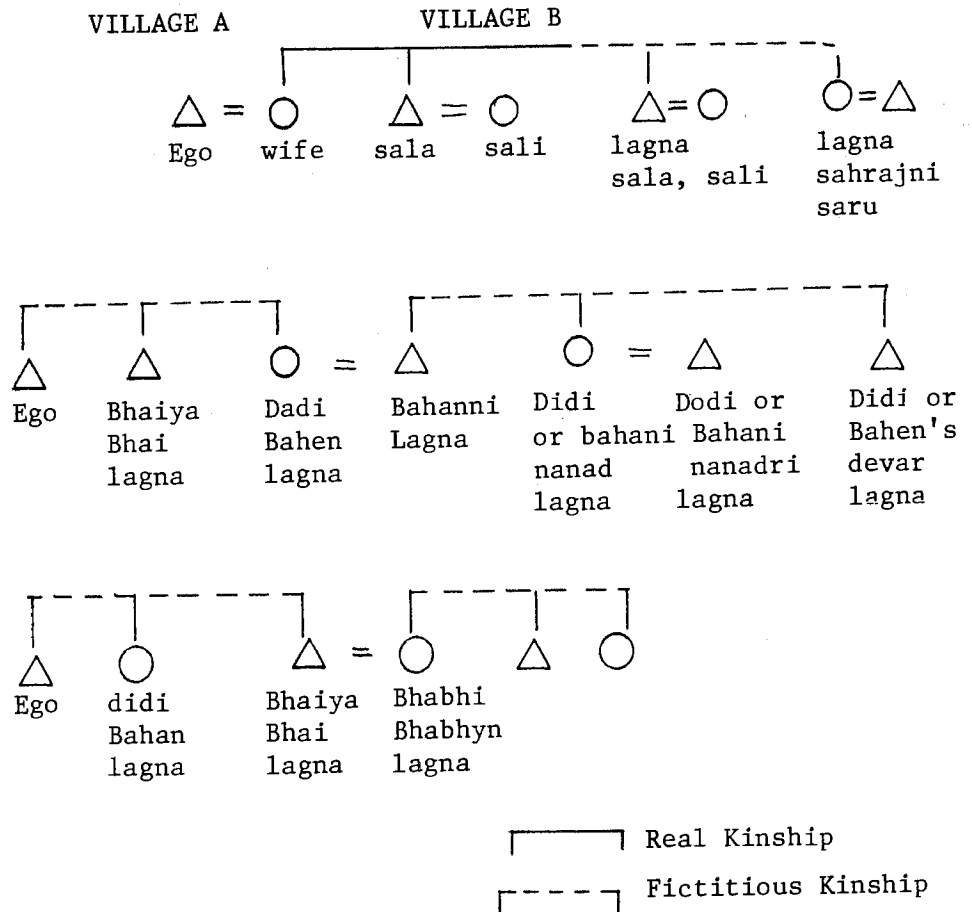 VILLAGE A VILLAGE B
Ego wife sala sali lagna lagna
sala, sali sahrajni
saru
Ego Bhaiya Dadi Bahanni Didi Dodi or Didi or
Bhai Bahen Lagna or bahani Bahani Bahen's
lagna lagna nanad nanadri devar
lagna lagna lagna
Ego didi Bhaiya Bhabhi
Bahan Bhai Bhabhyn
lagna lagna lagna
Real Kinship
Fictitious Kinship